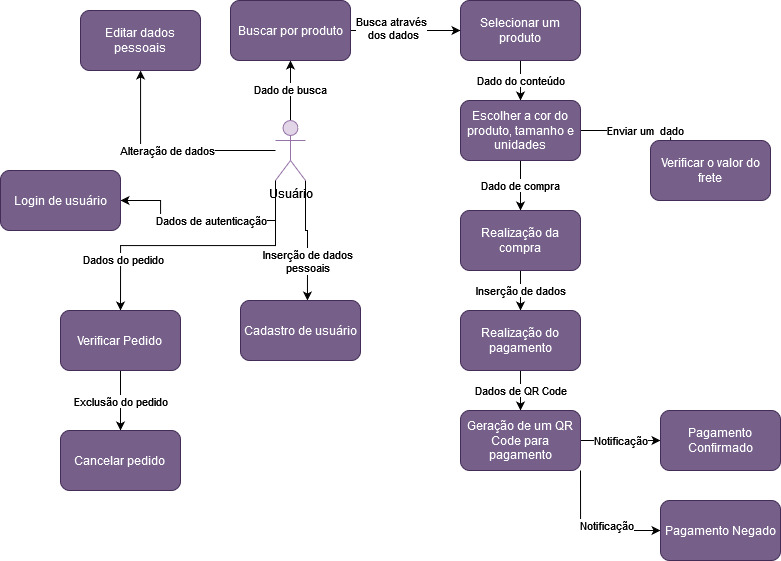 Editar dados
pessoais
Buscar por produto
Busca através
dos dados
Selecionar um
produto
Dado de busca
Dado do conteúdo
Escolher a cor do
produto, tamanho e
unidades
Enviar um dado
Verificar o valor do
frete
Alteração de dados
Usuário
Login de usuário
Dados de autenticação
Dado de compra
Realização da
compra
Dados do pedido
Inserção de dados
pessoais
Inserção de dados
Verificar Pedido
Cadastro de usuário
Realização do
pagamento
Exclusão do pedido
Dados de QR Code
Cancelar pedido
Geração de um QR
Code para
pagamento
Notificação
Pagamento
Confirmado
Notificação
Pagamento Negado